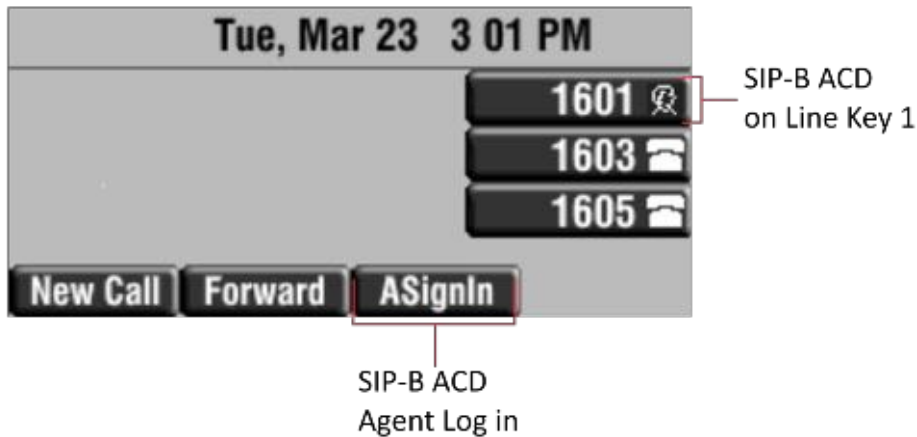 Tue, Mar 23 3 01 PM
1601
SIP-B ACD
on Line Key 1
1603
1605
New Call Forward ASignIn
SIP-B ACD
Agent Log in